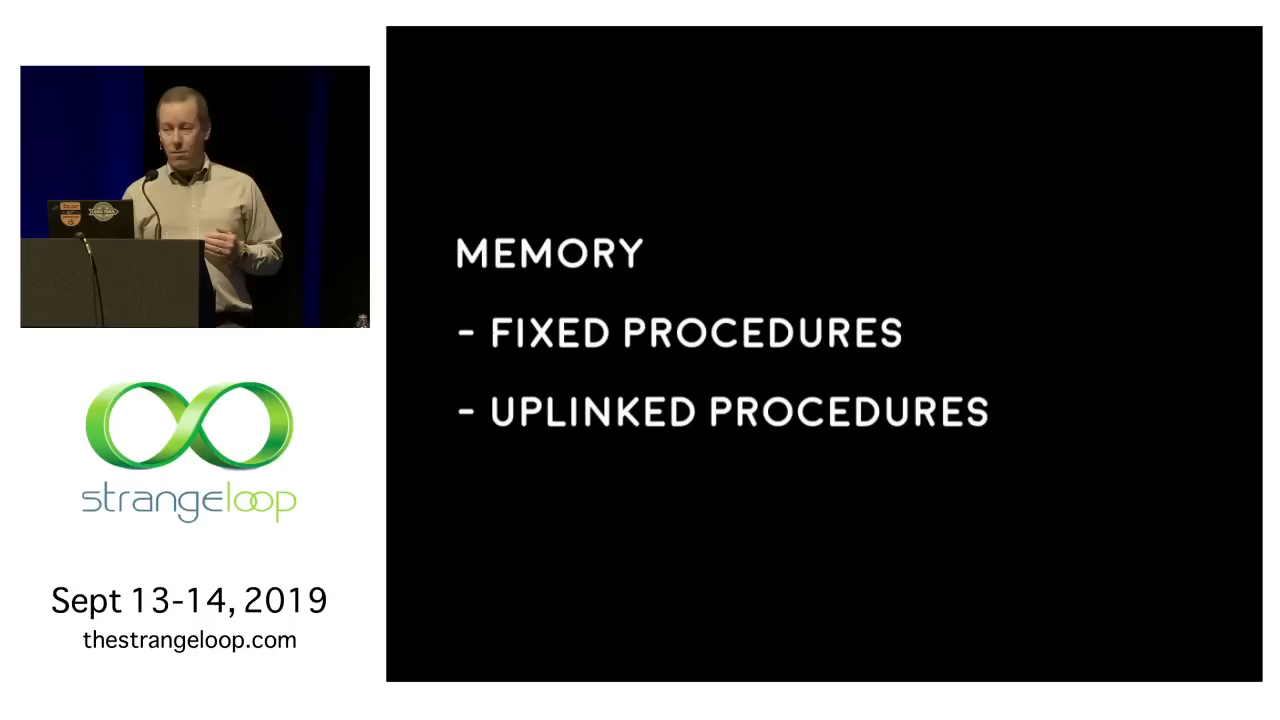 MEMORY
- FIXED PROCEDURES
- UPLINKED PROCEDURES
strangeloop
Sept 13-14, 2019
thestrangeloop.com